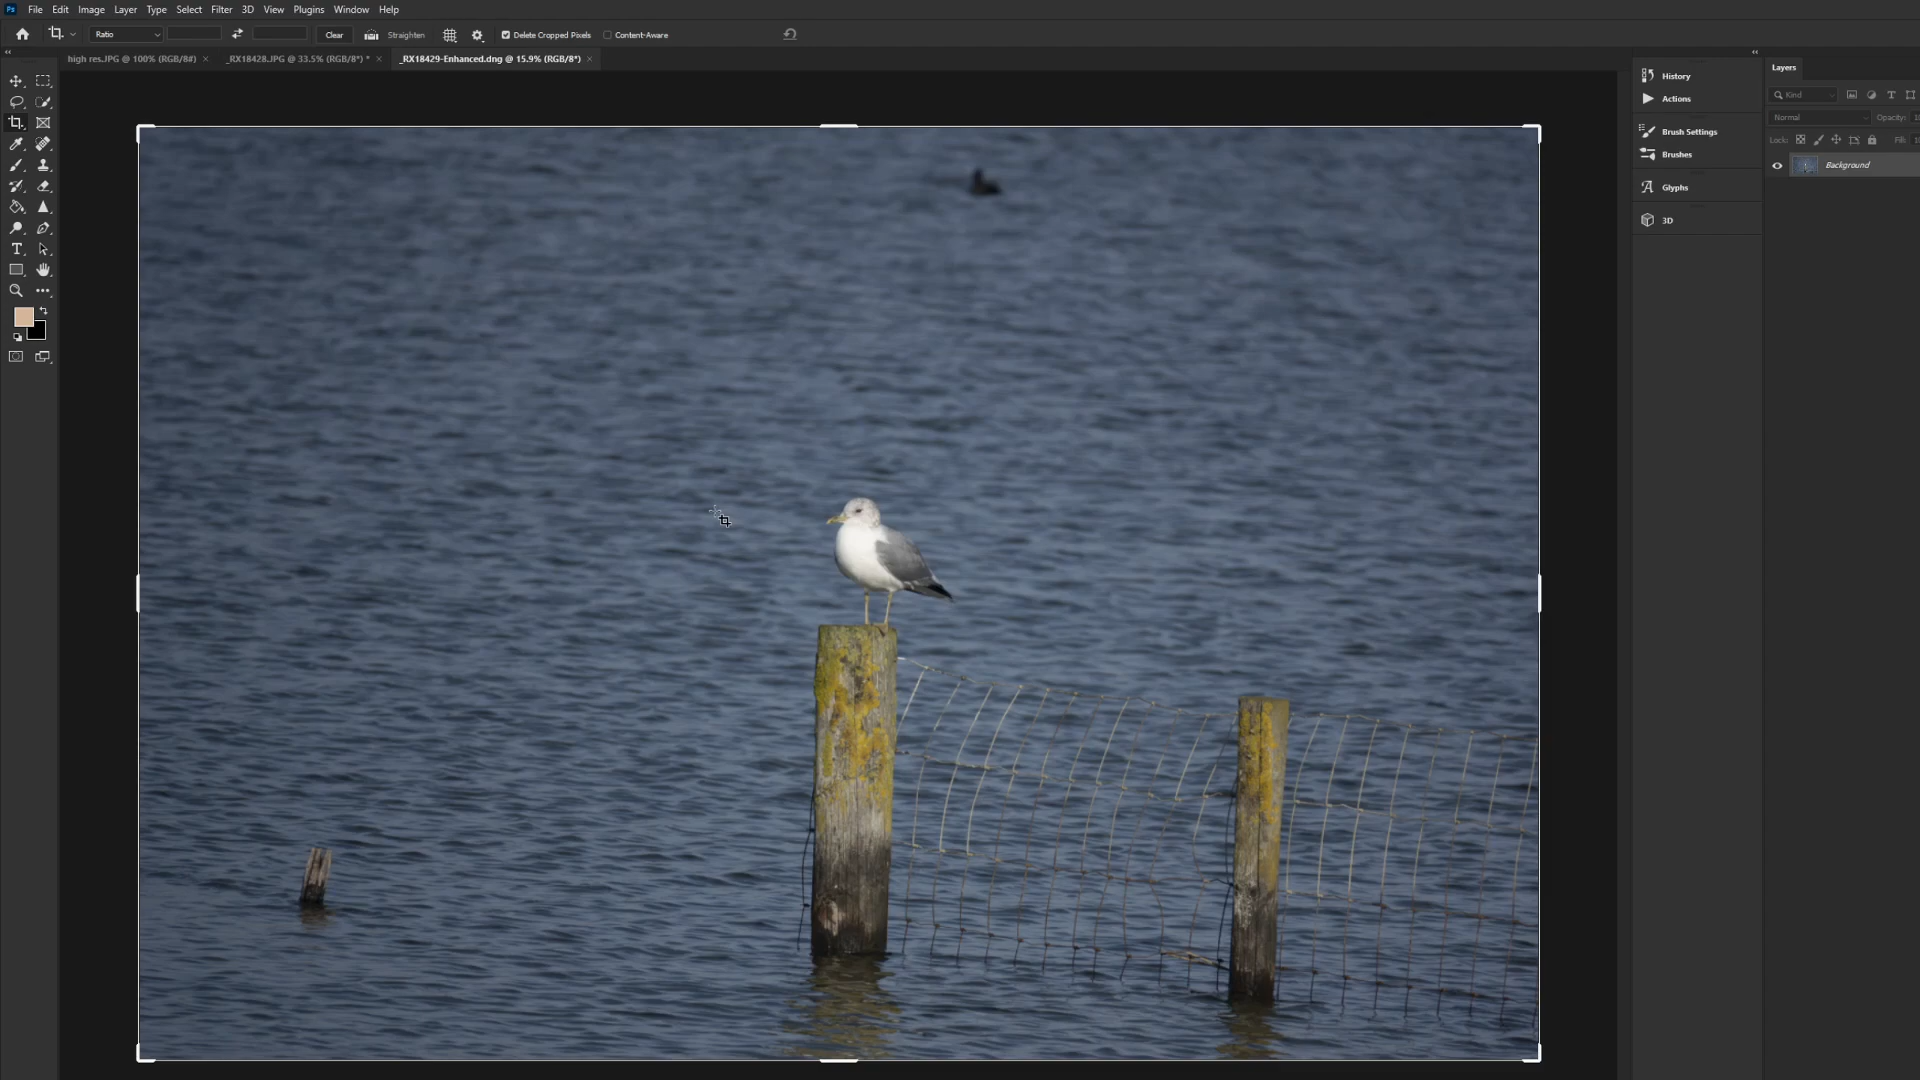 Ps File Edit Image Layer Type Select Filter 3D View Plugins Window Help
Ratio Clear Straighten Delete Cropped Pixels Content-Aware
high res.JPG @ 100% (RGB/8#) × _RX18428.JPG @ 33.5% (RGB/8*) * × _RX18429-Enhanced.dng @ 15.9% (RGB/8*) ×
Layers
History
Actions
Kind
Normal Opacity:
Brush Settings
Lock: Fill:
Brushes
Background
Glyphs
3D